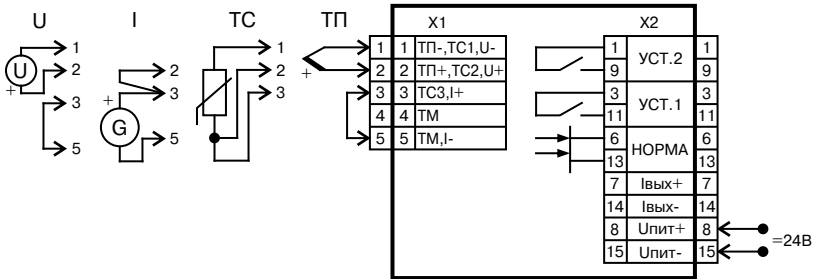 U I ТС ТП X1 X2
U + 1 2 3 5
+ G 2 3 5
1 2 3
+
1 1 ТП-,ТС1,U-
2 2 ТП+,ТС2,U+
3 3 ТС3,I+
4 4 ТМ
5 5 ТМ,I-
1 УСТ.2 1
9 9
3 УСТ.1 3
11 11
6 НОРМА 6
13 13
7 Iвых+ 7
14 Iвых- 14
8 Uпит+ 8
15 Uпит- 15
=24В